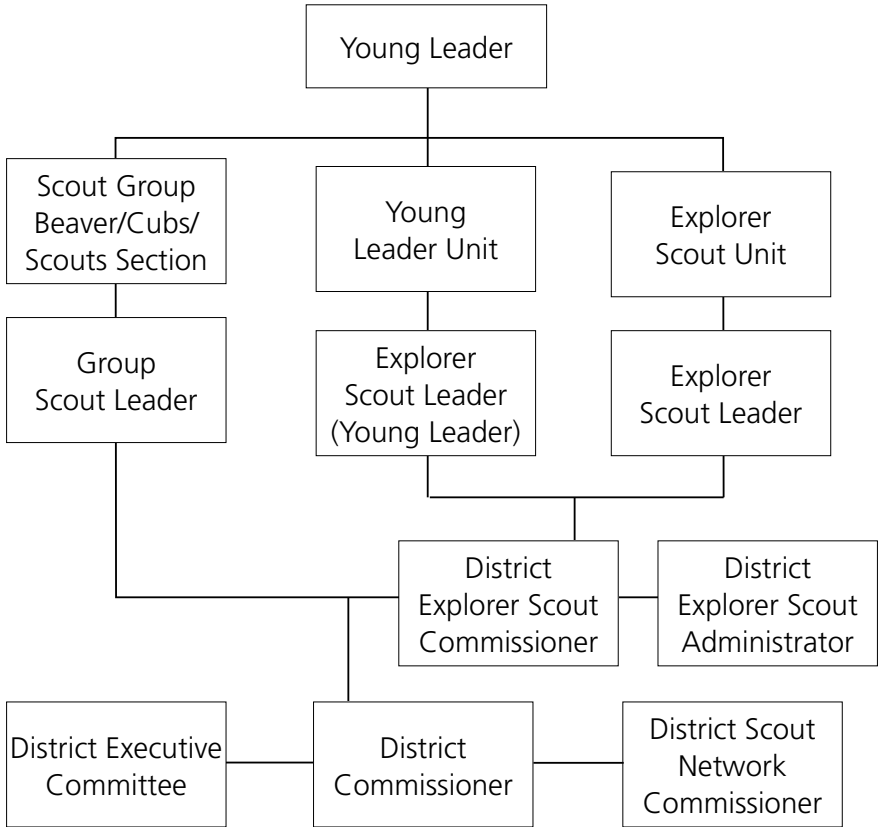 Young Leader
Scout Group
Beaver/Cubs/
Scouts Section
Young
Leader Unit
Explorer
Scout Unit
Group
Scout Leader
Explorer
Scout Leader
(Young Leader)
Explorer
Scout Leader
District
Explorer Scout
Commissioner
District
Explorer Scout
Administrator
District Executive
Committee
District
Commissioner
District Scout
Network
Commissioner